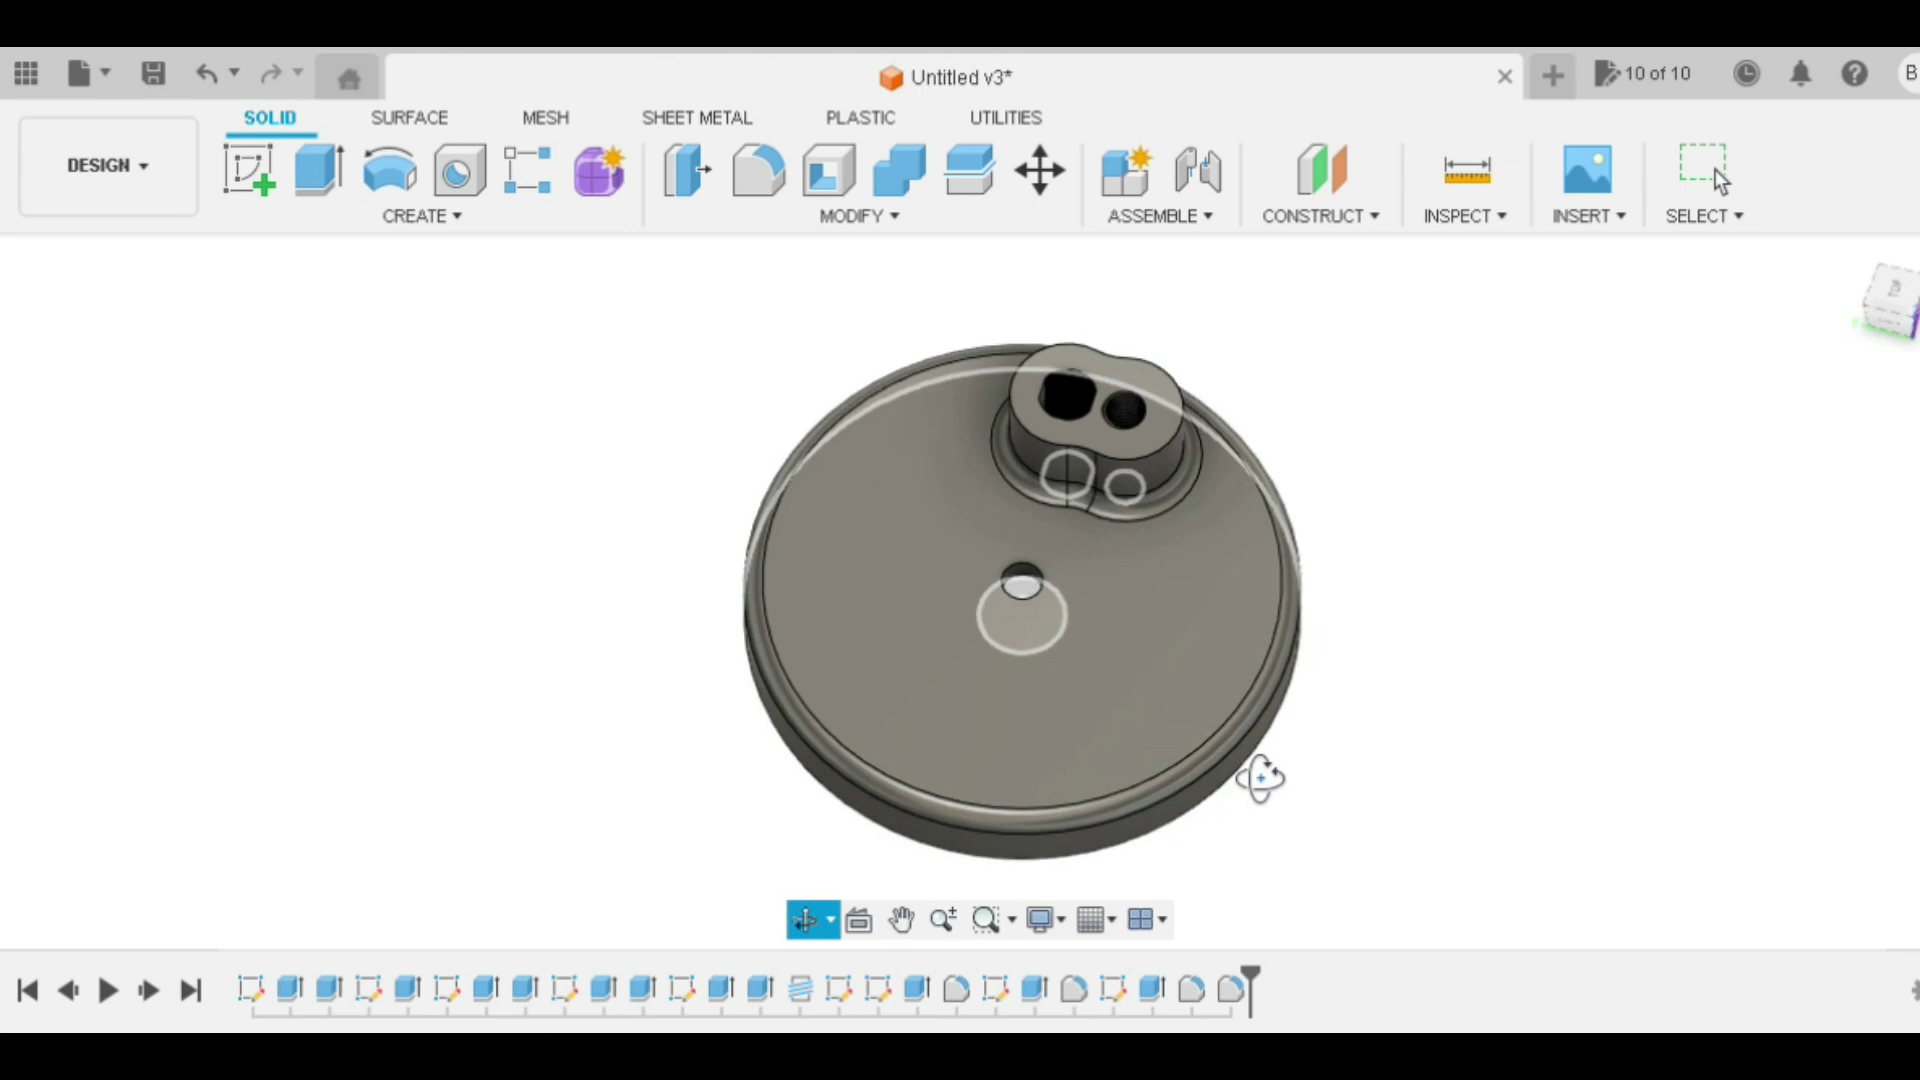 Untitled v3*
10 of 10
B
SOLID
SURFACE
MESH
SHEET METAL
PLASTIC
UTILITIES
DESIGN
CREATE
MODIFY
ASSEMBLE
CONSTRUCT
INSPECT
INSERT
SELECT
TOP